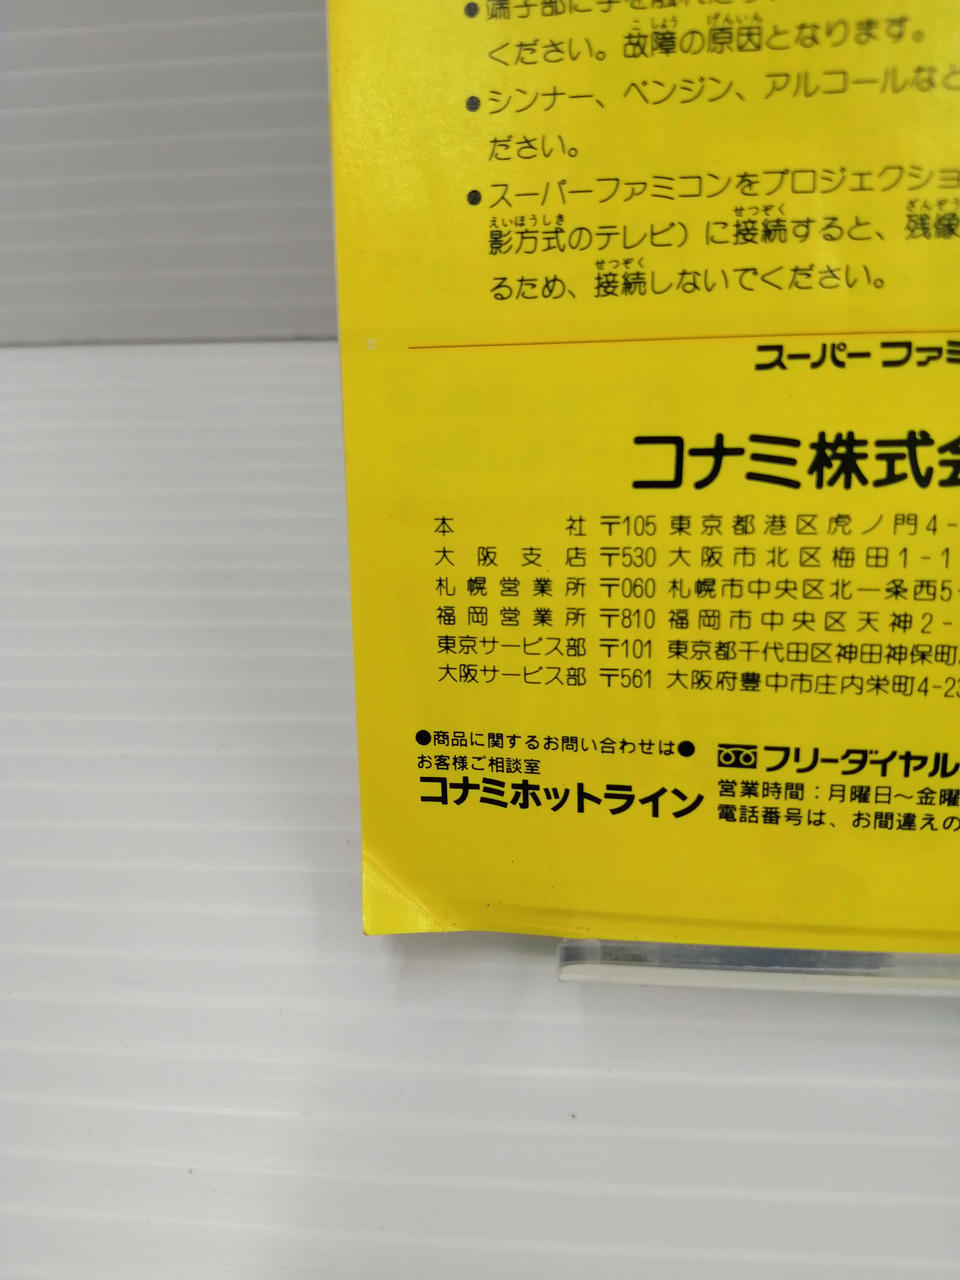 ●端子部に手を触れたり、
ください。故障の原因となります。
●シンナー、ベンジン、アルコールなど
ださい。
●スーパーファミコンをプロジェクショ
影方式のテレビ）に接続すると、残像
るため、接続しないでください。
スーパーファミ
コナミ株式会
本社 〒105 東京都港区虎ノ門4-
大阪支店 〒530 大阪市北区梅田1-1
札幌営業所 〒060 札幌市中央区北一条西5-
福岡営業所 〒810 福岡市中央区天神2-
東京サービス部 〒101 東京都千代田区神田神保町
大阪サービス部 〒561 大阪府豊中市庄内栄町4-23
●商品に関するお問い合わせは●
お客様ご相談室
コナミホットライン
フリーダイヤル
営業時間：月曜日～金曜
電話番号は、お間違えの